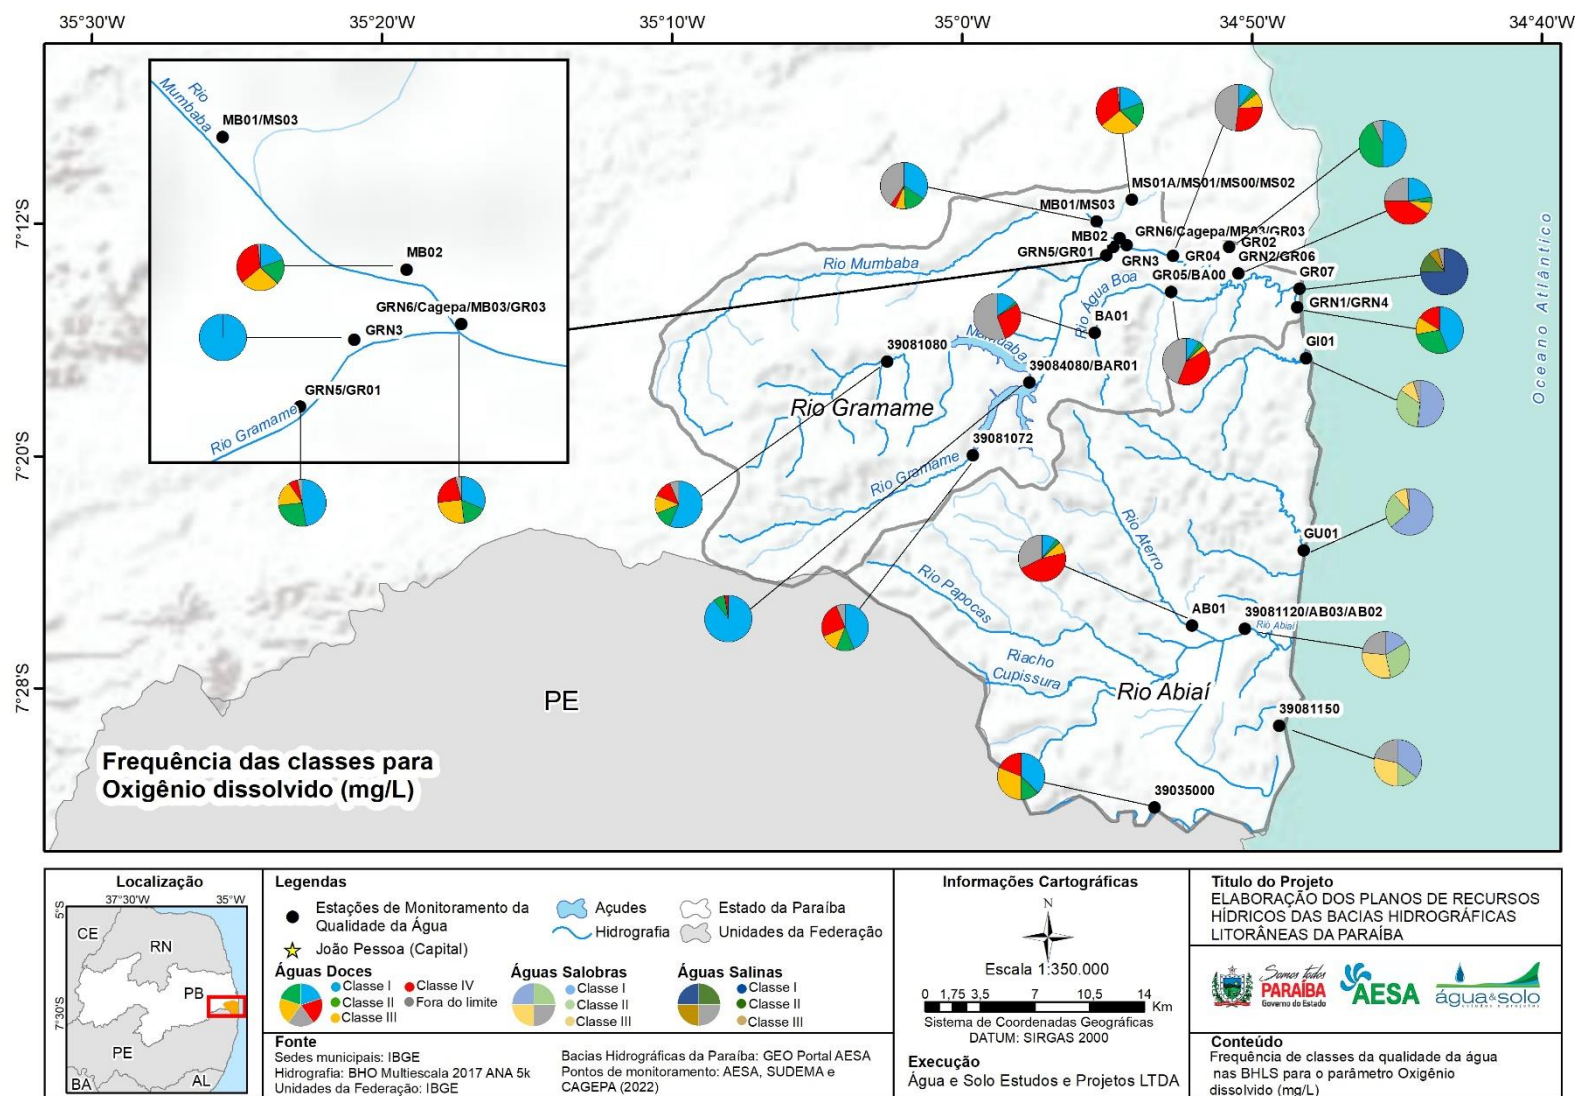 35°30'W
35°20'W
35°10'W
35°0'W
34°50'W
34°40'W
7°12'S
7°20'S
7°28'S
Rio
Mumbaba
MB01/MS03
MB02
GRN6/Cagepa/MB03/GR03
GRN3
GRN5/GR01
Rio Gramame
MS01A/MS01/MS00/MS02
MB01/MS03
GRN6/Cagepa/MB03/GR03
MB02
GR02
GRN5/GR01
GRN3
GR04
GRN2/GR06
Rio Mumbaba
GR05/BA00
GR07
Rio Água Boa
GRN1/GRN4
BA01
Mamuaba
GI01
39081080
39084080/BAR01
Rio Gramame
39081072
Rio Gramame
Oceano Atlântico
GU01
Rio Aterro
Rio Papocas
AB01
39081120/AB03/AB02
Rio Abiaí
Riacho
Cupissura
Rio Abiaí
39081150
39035000
PE
Frequência das classes para
Oxigênio dissolvido (mg/L)
Localização
37°30'W
35°W
5°S
7°30'S
CE
RN
PB
PE
BA
AL
Legendas
Estações de Monitoramento da
Qualidade da Água
João Pessoa (Capital)
Açudes
Hidrografia
Estado da Paraíba
Unidades da Federação
Águas Doces
Classe I
Classe II
Classe III
Classe IV
Fora do limite
Águas Salobras
Classe I
Classe II
Classe III
Águas Salinas
Classe I
Classe II
Classe III
Fonte
Sedes municipais: IBGE
Hidrografia: BHO Multiescala 2017 ANA 5k
Unidades da Federação: IBGE
Bacias Hidrográficas da Paraíba: GEO Portal AESA
Pontos de monitoramento: AESA, SUDEMA e
CAGEPA (2022)
Informações Cartográficas
N
Escala 1:350.000
0 1,75 3,5 7 10,5 14
Km
Sistema de Coordenadas Geográficas
DATUM: SIRGAS 2000
Execução
Água e Solo Estudos e Projetos LTDA
Titulo do Projeto
ELABORAÇÃO DOS PLANOS DE RECURSOS
HÍDRICOS DAS BACIAS HIDROGRÁFICAS
LITORÂNEAS DA PARAÍBA
Somos todos
PARAÍBA
Governo do Estado
AESA
água&solo
estudos e projetos
Conteúdo
Frequência de classes da qualidade da água
nas BHLS para o parâmetro Oxigênio
dissolvido (mg/L)